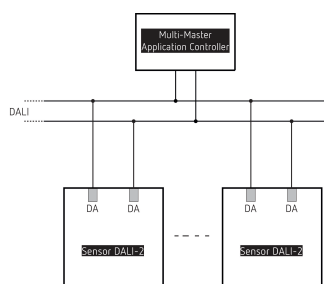 Multi-Master
Application Controller
DALI
DA DA DA DA
Sensor DALI-2 Sensor DALI-2